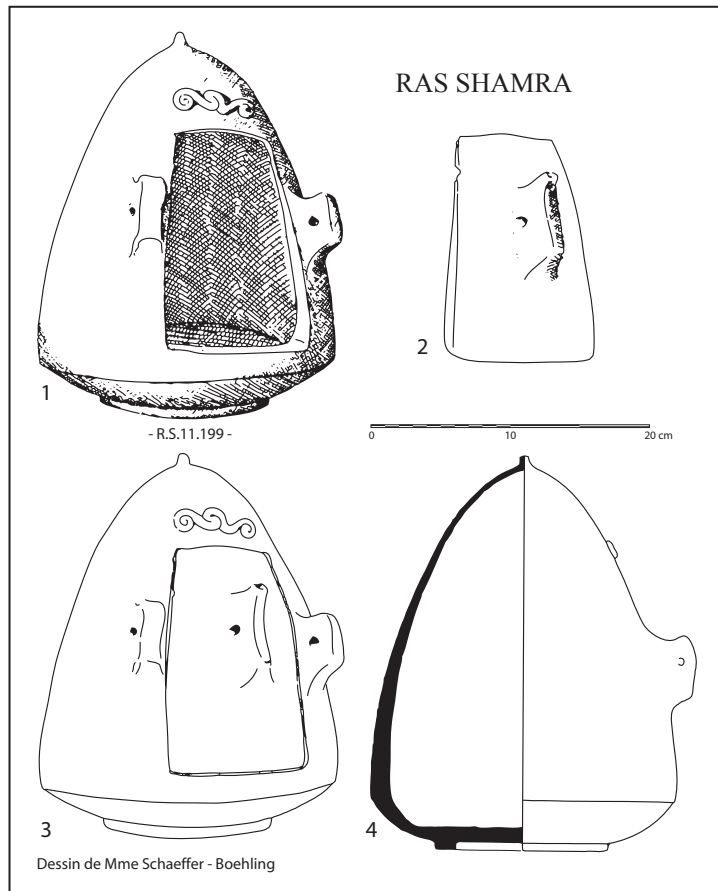 RAS SHAMRA
1
2
- R.S.11.199 -
0 10 20 cm
3
4
Dessin de Mme Schaeffer - Boehling